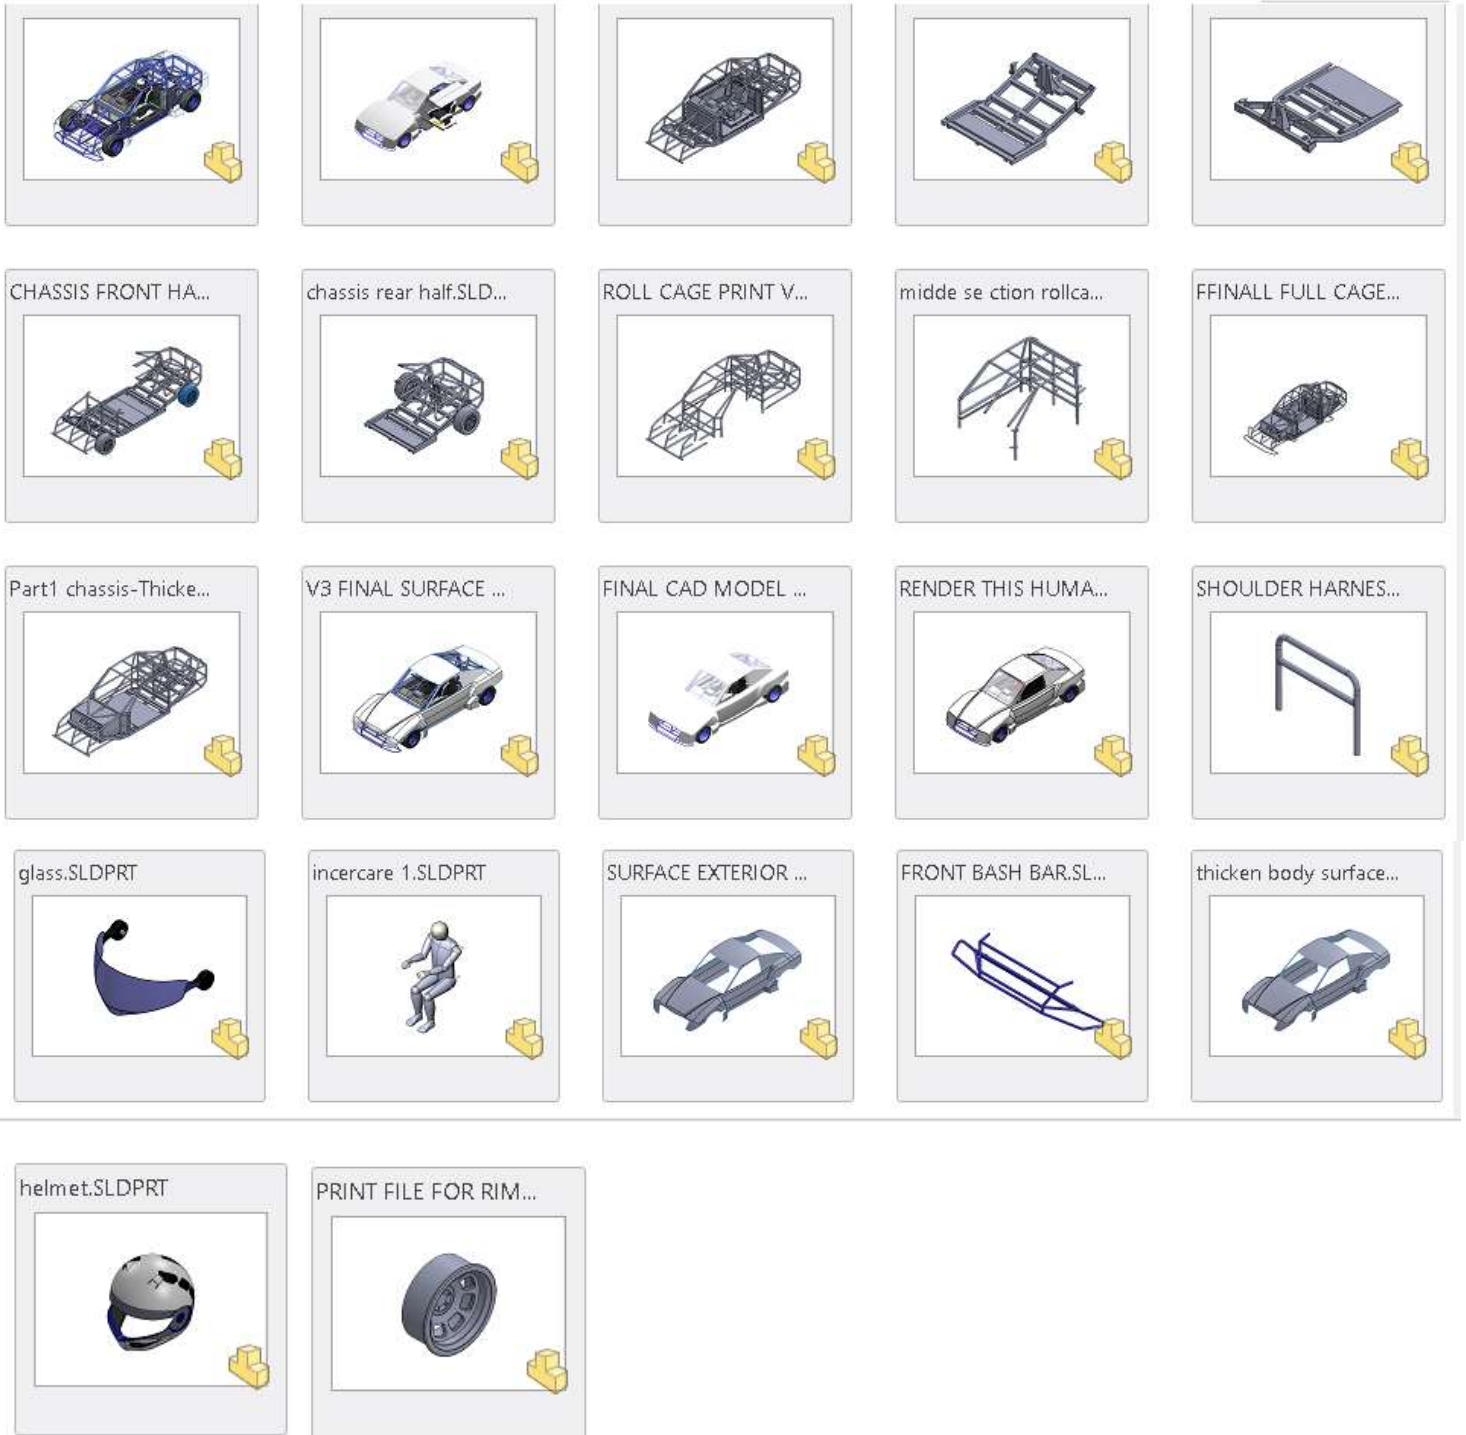 CHASSIS FRONT HA...
chassis rear half.SLD...
ROLL CAGE PRINT V...
midde se ction rollca...
FFINALL FULL CAGE...
Part1 chassis-Thicke...
V3 FINAL SURFACE ...
FINAL CAD MODEL ...
RENDER THIS HUMA...
SHOULDER HARNES...
glass.SLDPRT
incercare 1.SLDPRT
SURFACE EXTERIOR ...
FRONT BASH BAR.SL...
thicken body surface...
helmet.SLDPRT
PRINT FILE FOR RIM...